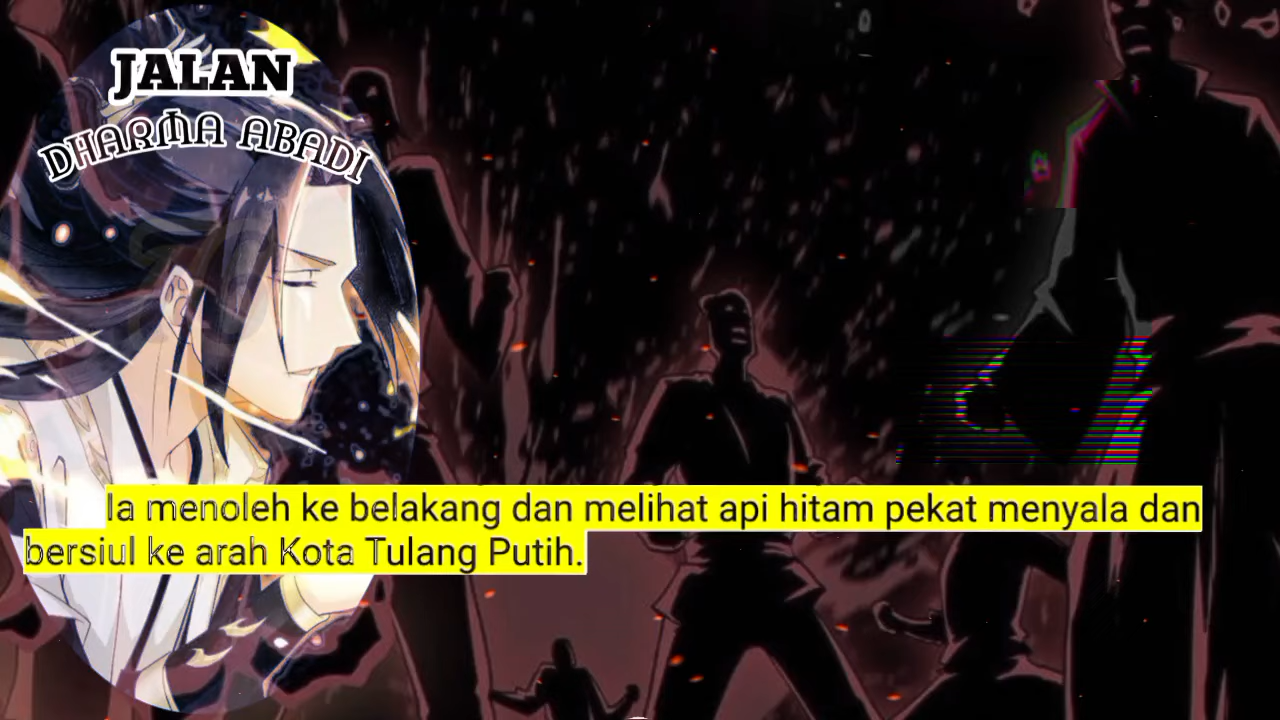 JALAN
DHARMA ABADI
Ia menoleh ke belakang dan melihat api hitam pekat menyala dan
bersiul ke arah Kota Tulang Putih.